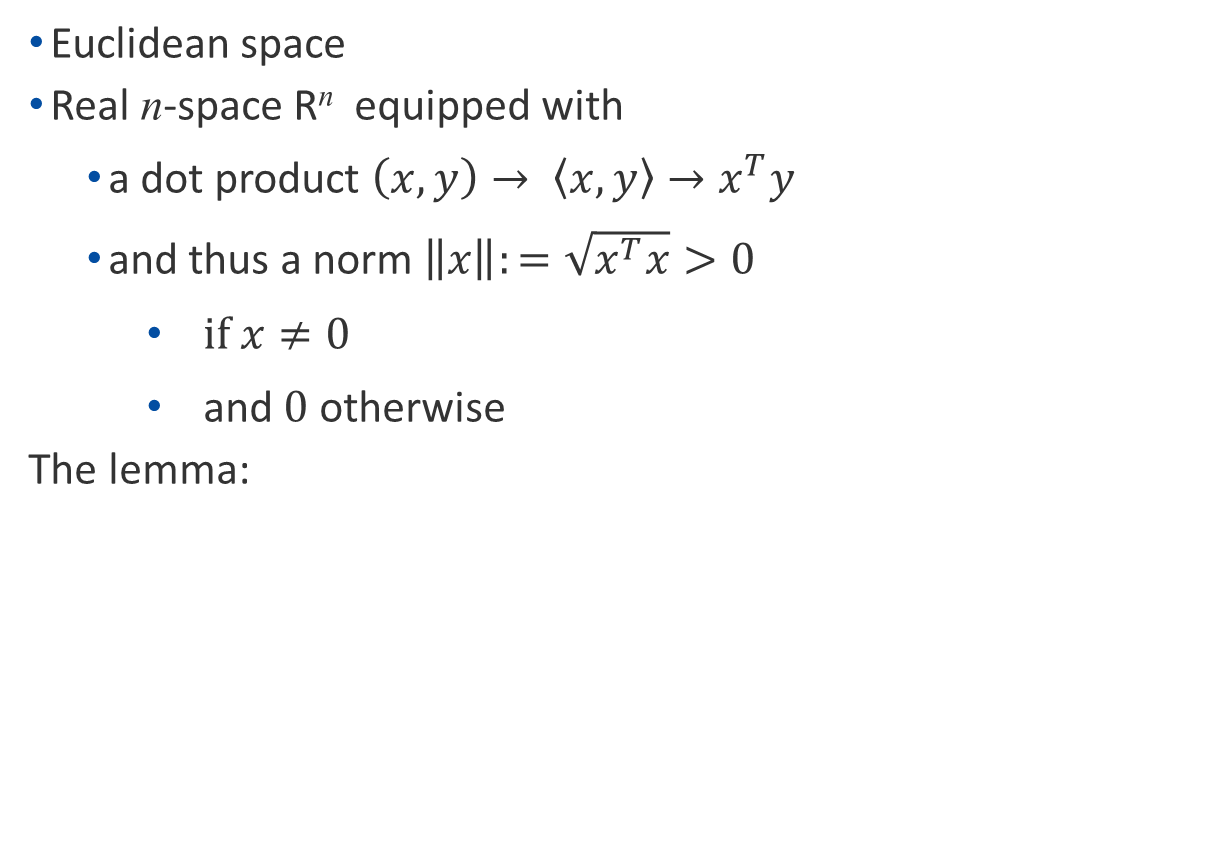 • Euclidean space
• Real n-space Rⁿ equipped with
• a dot product (x, y) → ⟨x, y⟩ → xᵀy
• and thus a norm ‖x‖: = √(xᵀx) > 0
• if x ≠ 0
• and 0 otherwise
The lemma: